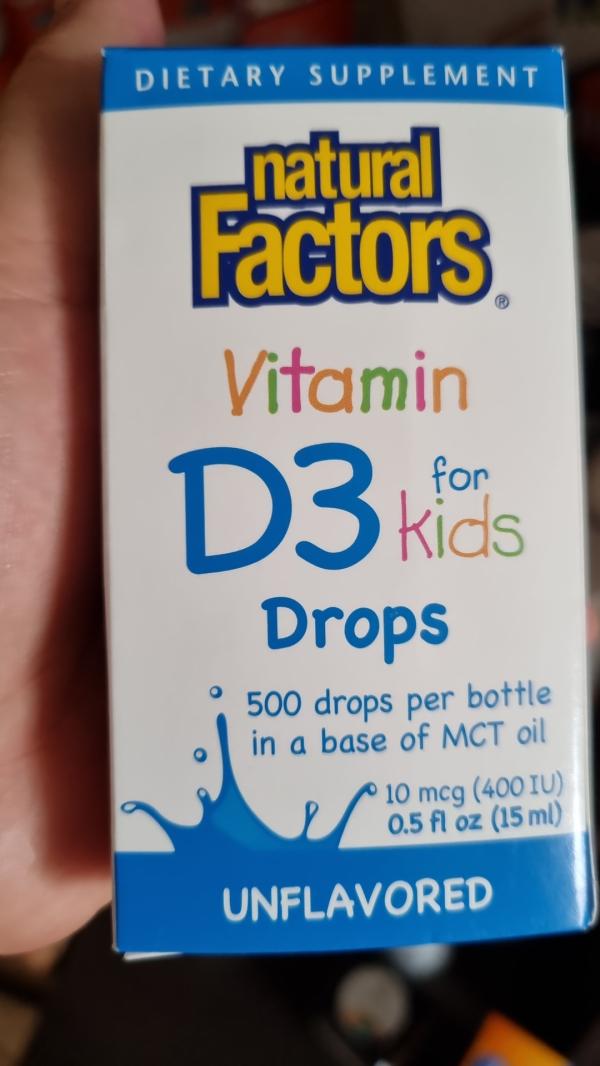 DIETARY SUPPLEMENT
natural
Factors®
Vitamin
D3 for
kids
Drops
500 drops per bottle
in a base of MCT oil
10 mcg (400 IU)
0.5 fl oz (15 ml)
UNFLAVORED